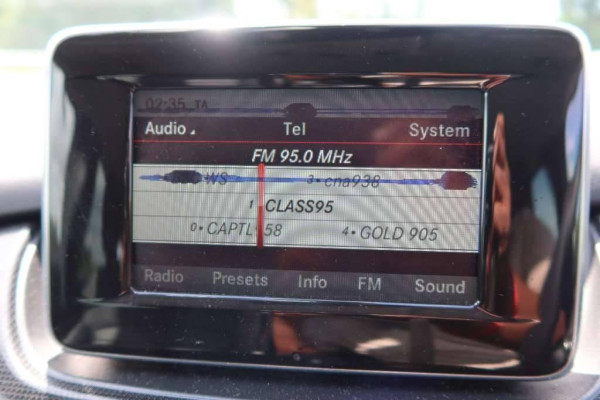 02:35 TA
Audio Tel System
FM 95.0 MHz
WS 3• cna938
1 CLASS95
0• CAPTL 58 4• GOLD 905
Radio Presets Info FM Sound